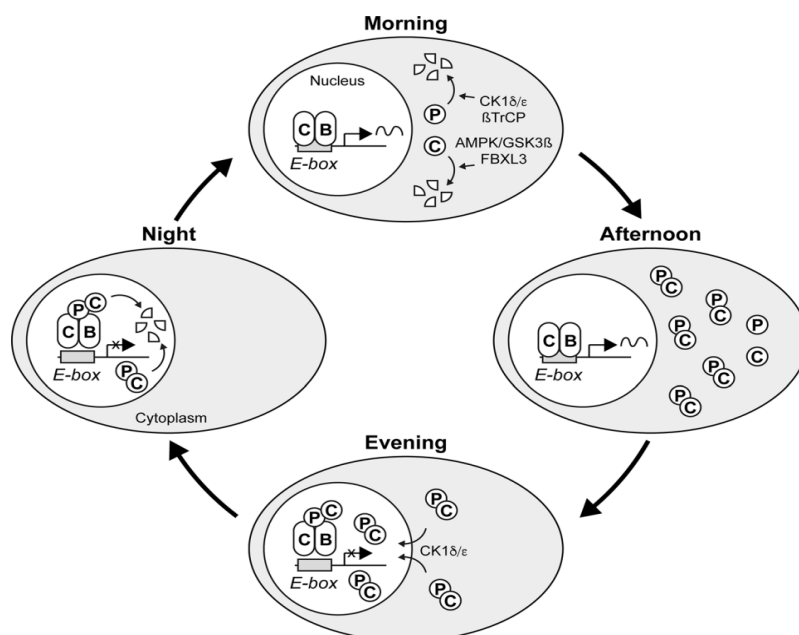 Morning
Nucleus
C B
E-box
P
C
CK1δ/ε
ßTrCP
AMPK/GSK3ß
FBXL3
Night
P C
C B
x
E-box
P
C
Cytoplasm
Afternoon
C B
E-box
P
C
P
C
P
C
P
P
C
C
P
C
Evening
P C
C B
x
E-box
P
C
P
C
P
C
CK1δ/ε
P
C